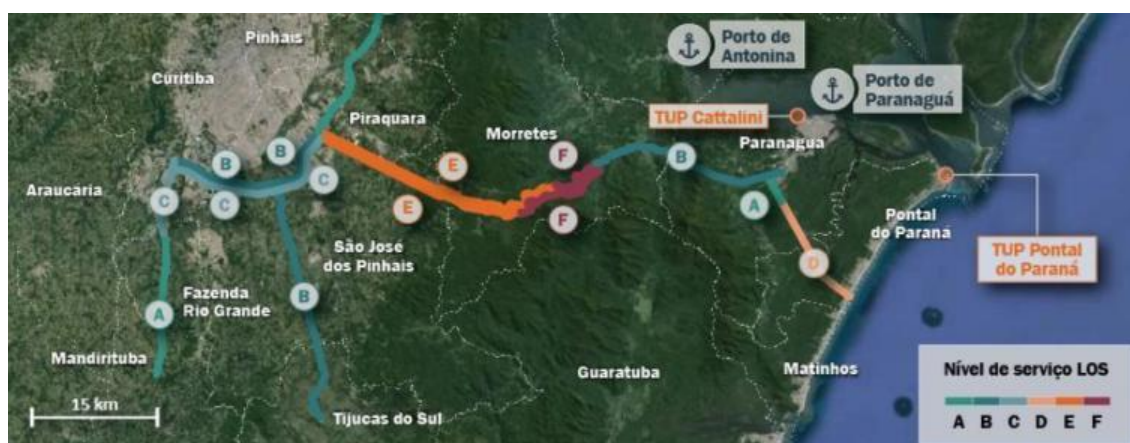 Pinhais
Curitiba
Porto de
Antonina
Porto de
Paranaguá
TUP Cattalini
Piraquara
Morretes
Paranagua
F
B
B
B
E
C
Araucária
C
C
E
F
A
Pontal
do Paraná
São José
dos Pinhais
TUP Pontal
do Paraná
D
B
Fazenda
Rio Grande
A
Mandirituba
Guaratuba
Matinhos
15 km
Tijucas do Sul
Nível de serviço LOS
A B C D E F